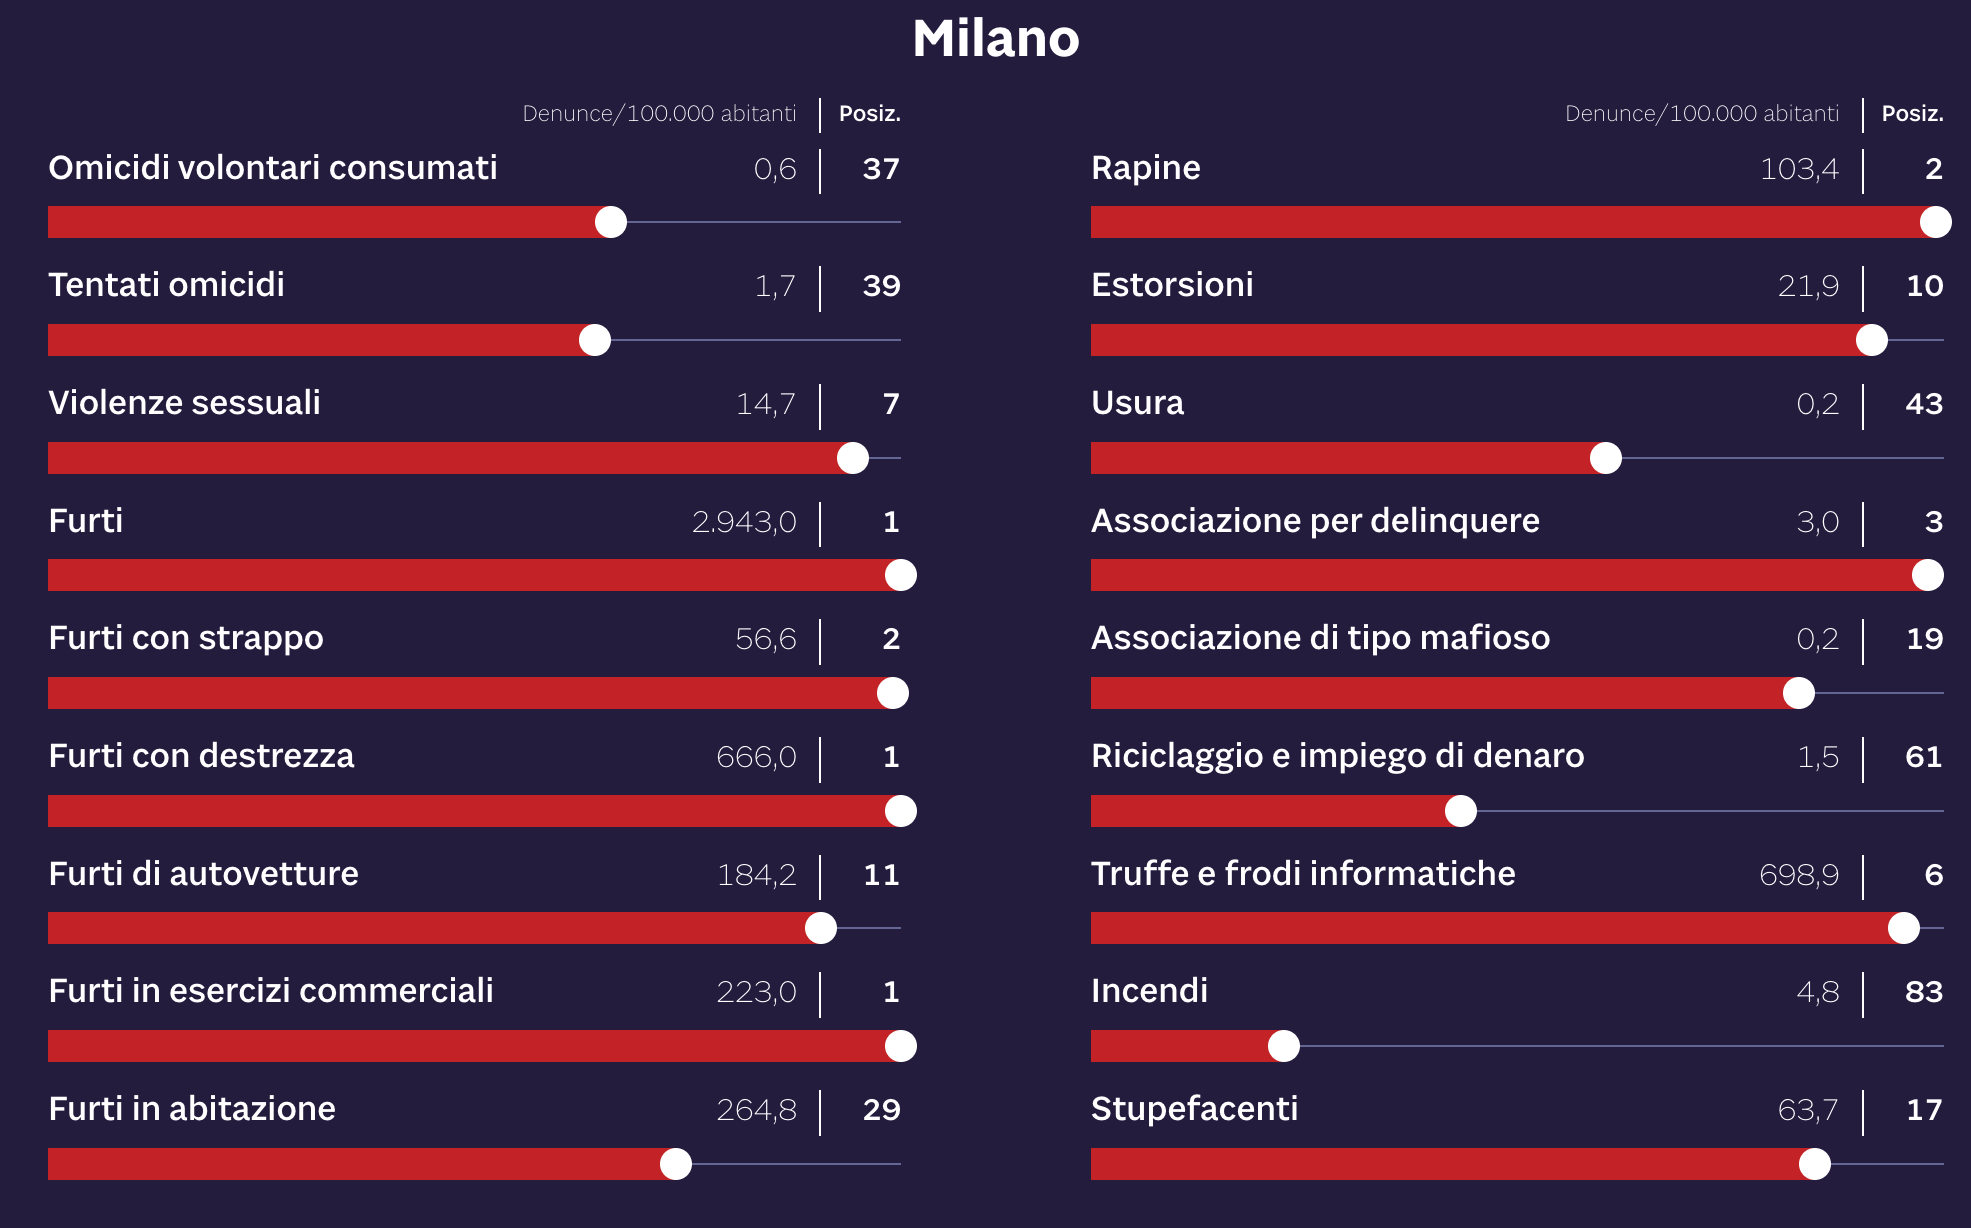 Milano
Denunce/100.000 abitanti Posiz.
Omicidi volontari consumati 0,6 37
Tentati omicidi 1,7 39
Violenze sessuali 14,7 7
Furti 2.943,0 1
Furti con strappo 56,6 2
Furti con destrezza 666,0 1
Furti di autovetture 184,2 11
Furti in esercizi commerciali 223,0 1
Furti in abitazione 264,8 29
Denunce/100.000 abitanti Posiz.
Rapine 103,4 2
Estorsioni 21,9 10
Usura 0,2 43
Associazione per delinquere 3,0 3
Associazione di tipo mafioso 0,2 19
Riciclaggio e impiego di denaro 1,5 61
Truffe e frodi informatiche 698,9 6
Incendi 4,8 83
Stupefacenti 63,7 17